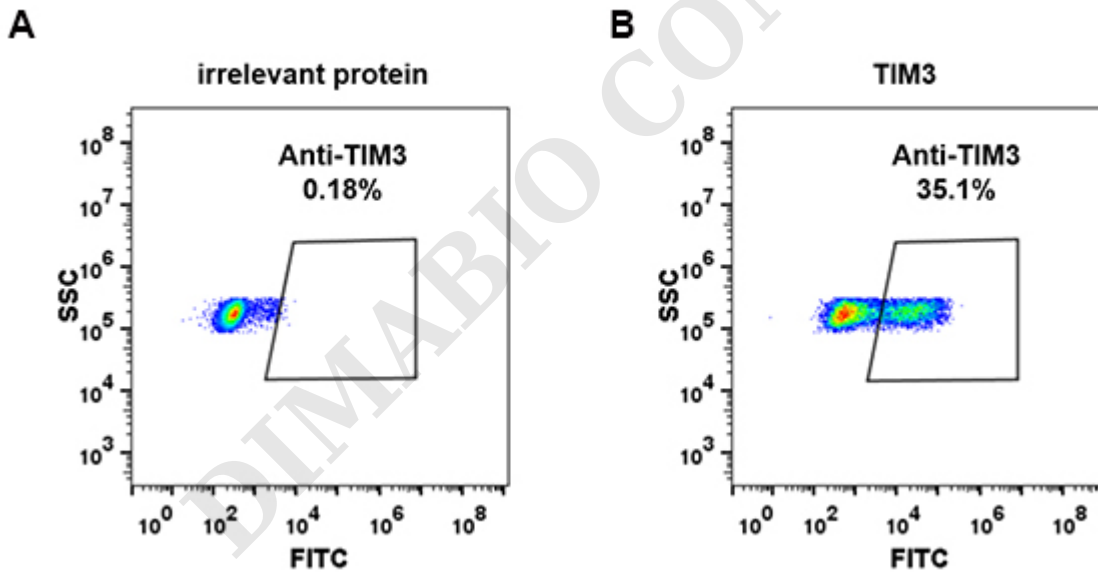 A
irrelevant protein
Anti-TIM3
0.18%
10^8
10^7
10^6
10^5
10^4
10^3
SSC
10^0 10^2 10^4 10^6 10^8
FITC
B
TIM3
Anti-TIM3
35.1%
10^8
10^7
10^6
10^5
10^4
10^3
SSC
10^0 10^2 10^4 10^6 10^8
FITC
DIMABIO